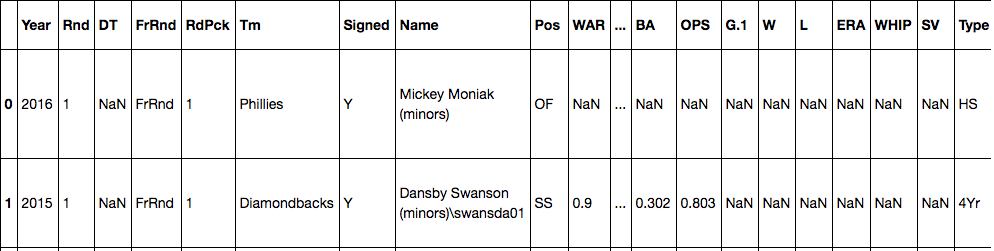 Year Rnd DT FrRnd RdPck Tm Signed Name Pos WAR ... BA OPS G.1 W L ERA WHIP SV Type
0 2016 1 NaN FrRnd 1 Phillies Y Mickey Moniak (minors) OF NaN ... NaN NaN NaN NaN NaN NaN NaN NaN HS
1 2015 1 NaN FrRnd 1 Diamondbacks Y Dansby Swanson (minors)\swansda01 SS 0.9 ... 0.302 0.803 NaN NaN NaN NaN NaN NaN 4Yr